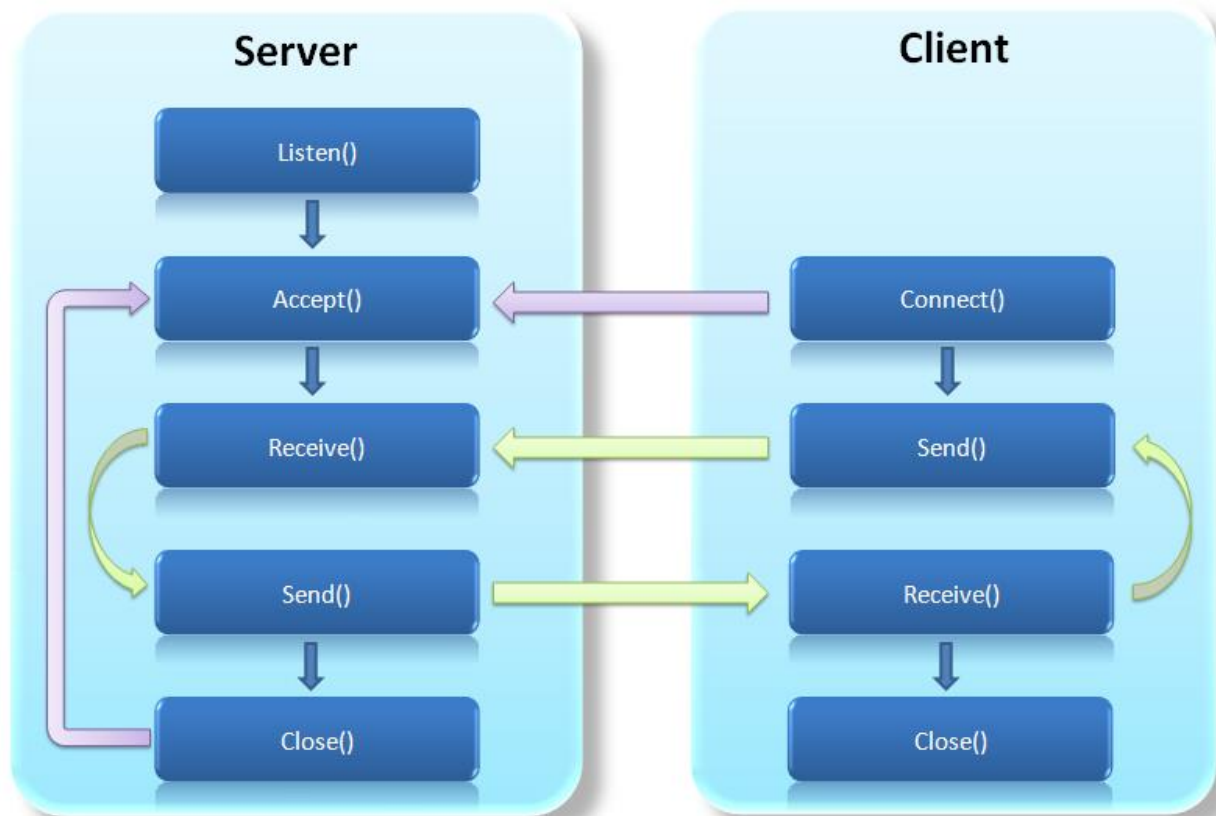 Server
Listen()
Accept()
Receive()
Send()
Close()
Client
Connect()
Send()
Receive()
Close()